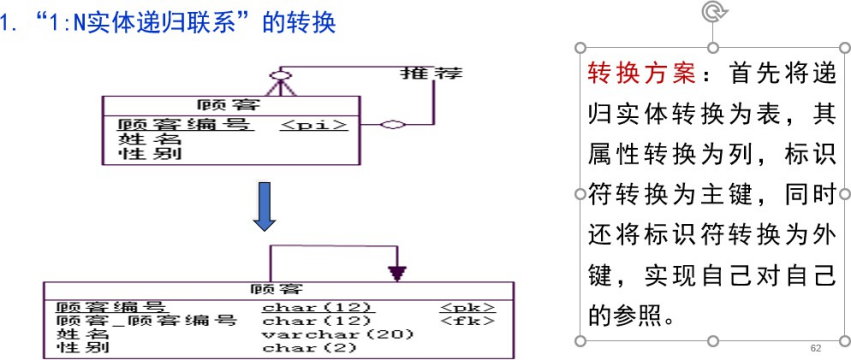 1. “1:N实体递归联系”的转换
推荐
顾客
顾客编号 <pi>
姓名
性别
顾客
顾客编号 char(12) <pk>
顾客_顾客编号 char(12) <fk>
姓名 varchar(20)
性别 char(2)
转换方案：首先将递
归实体转换为表，其
属性转换为列，标识
符转换为主键，同时
还将标识符转换为外
键，实现自己对自己
的参照。
62